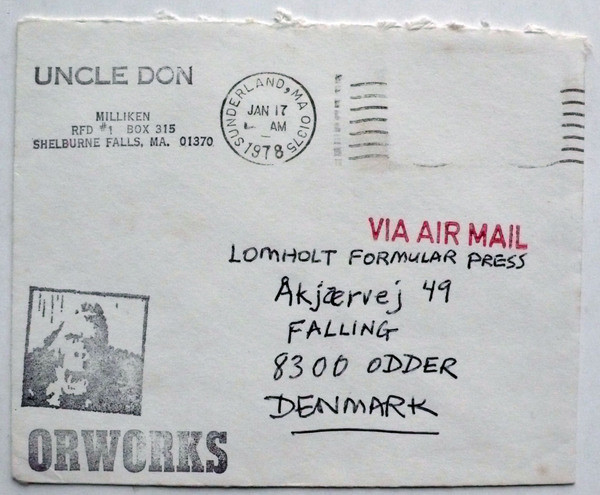 UNCLE DON
MILLIKEN
RFD #1 BOX 315
SHELBURNE FALLS, MA. 01370
SUNDERLAND, MA 01375
JAN 17
AM
1978
VIA AIR MAIL
LOMHOLT FORMULAR PRESS
Åkjærvej 49
FALLING
8300 ODDER
DENMARK
ORWORKS